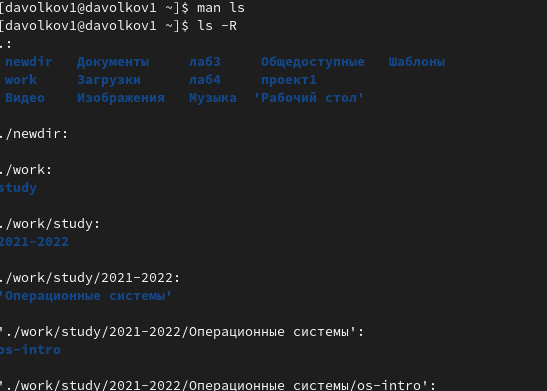 [davolkov1@davolkov1 ~]$ man ls
[davolkov1@davolkov1 ~]$ ls -R
.:
newdir Документы лаб3 Общедоступные Шаблоны
work Загрузки лаб4 проект1
Видео Изображения Музыка 'Рабочий стол'
./newdir:
./work:
study
./work/study:
2021-2022
./work/study/2021-2022:
'Операционные системы'
'./work/study/2021-2022/Операционные системы':
os-intro
'./work/study/2021-2022/Операционные системы/os-intro':